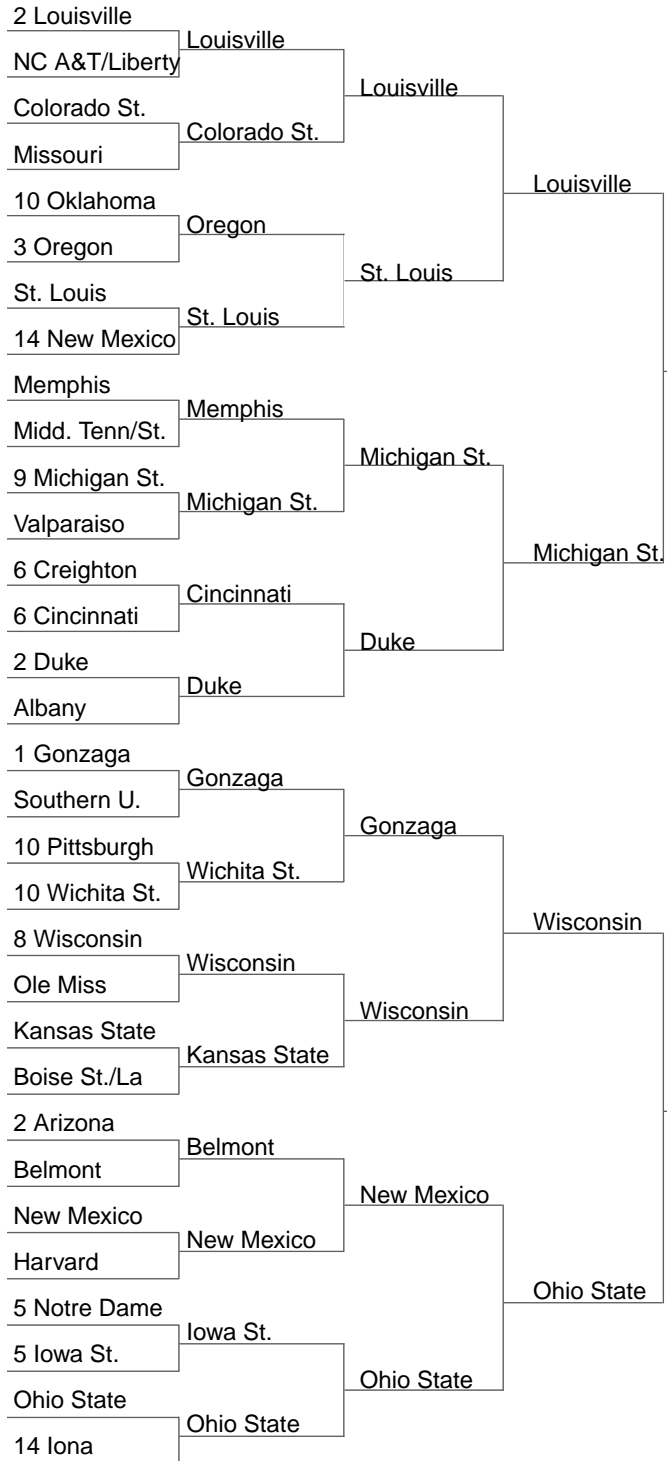 2 Louisville
NC A&T/Liberty
Colorado St.
Missouri
10 Oklahoma
3 Oregon
St. Louis
14 New Mexico
Memphis
Midd. Tenn/St.
9 Michigan St.
Valparaiso
6 Creighton
6 Cincinnati
2 Duke
Albany
1 Gonzaga
Southern U.
10 Pittsburgh
10 Wichita St.
8 Wisconsin
Ole Miss
Kansas State
Boise St./La
2 Arizona
Belmont
New Mexico
Harvard
5 Notre Dame
5 Iowa St.
Ohio State
14 Iona
Louisville
Colorado St.
Oregon
St. Louis
Memphis
Michigan St.
Cincinnati
Duke
Gonzaga
Wichita St.
Wisconsin
Kansas State
Belmont
New Mexico
Iowa St.
Ohio State
Louisville
St. Louis
Michigan St.
Duke
Gonzaga
Wisconsin
New Mexico
Ohio State
Louisville
Michigan St.
Wisconsin
Ohio State